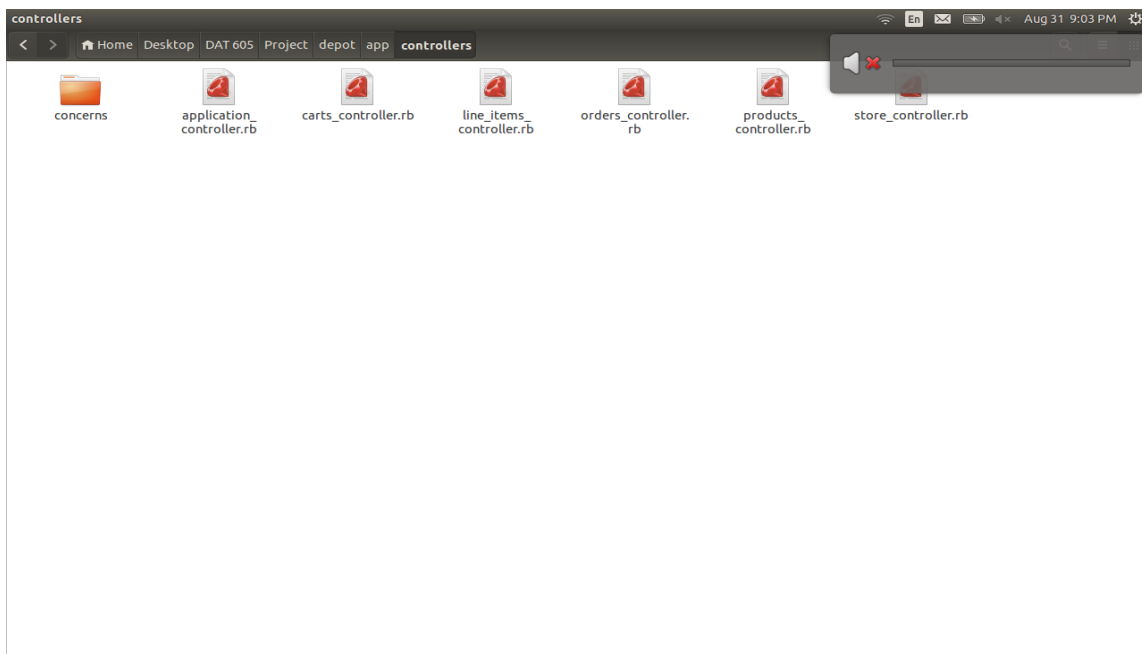 controllers
En
Aug 31 9:03 PM
Home Desktop DAT 605 Project depot app controllers
concerns
application_
controller.rb
carts_controller.rb
line_items_
controller.rb
orders_controller.
rb
products_
controller.rb
store_controller.rb